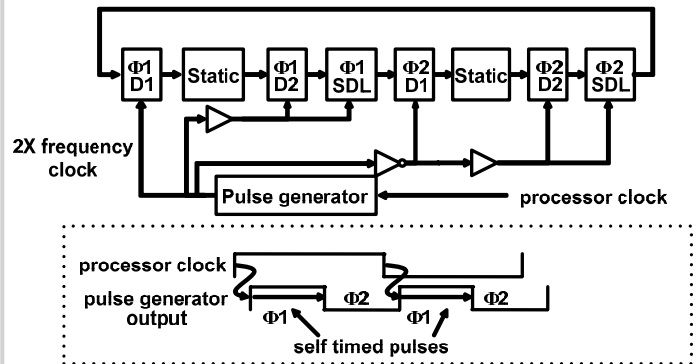 Φ1
D1
Static
Φ1
D2
Φ1
SDL
Φ2
D1
Static
Φ2
D2
Φ2
SDL
2X frequency
clock
Pulse generator
processor clock
processor clock
pulse generator
output
Φ1
Φ2
Φ1
Φ2
self timed pulses